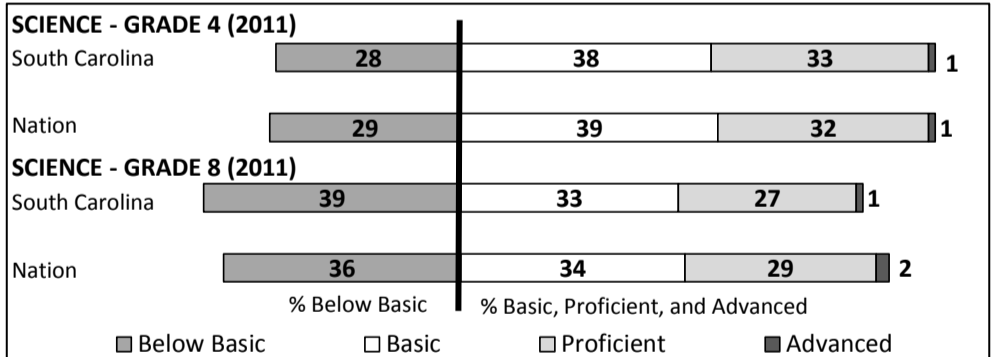 SCIENCE - GRADE 4 (2011)
South Carolina 28 38 33 1
Nation 29 39 32 1
SCIENCE - GRADE 8 (2011)
South Carolina 39 33 27 1
Nation 36 34 29 2
% Below Basic % Basic, Proficient, and Advanced
Below Basic Basic Proficient Advanced